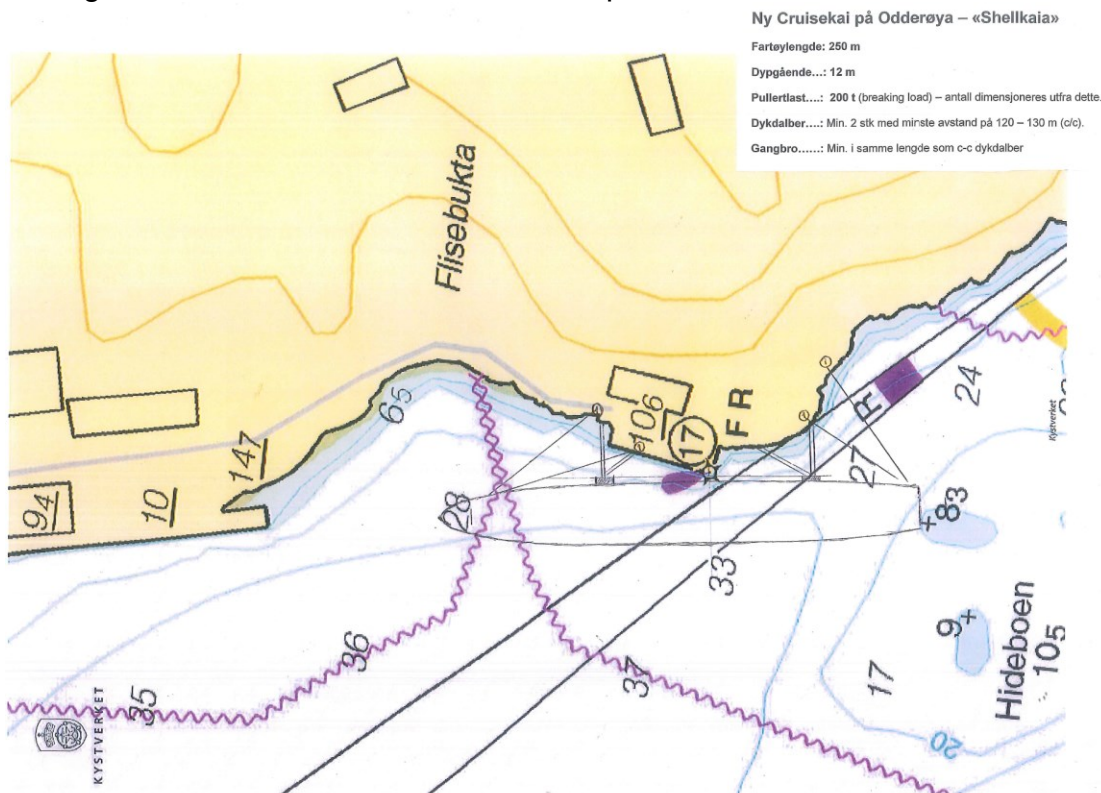 Ny Cruisekai på Odderøya – «Shellkaia»
Fartøylengde: 250 m
Dypgående...: 12 m
Pullertlast....: 200 t (breaking load) – antall dimensjoneres utfra dette.
Dykdalber....: Min. 2 stk med minste avstand på 120 – 130 m (c/c).
Gangbro......: Min. i samme lengde som c-c dykdalber
Flisebukta
6₅
10₆
17
F R
R
24
Kystverket
14₇
10
9₄
28
27
8₃
33
9
Hideboen
10₅
17
20
36
37
35
KYSTVERKET